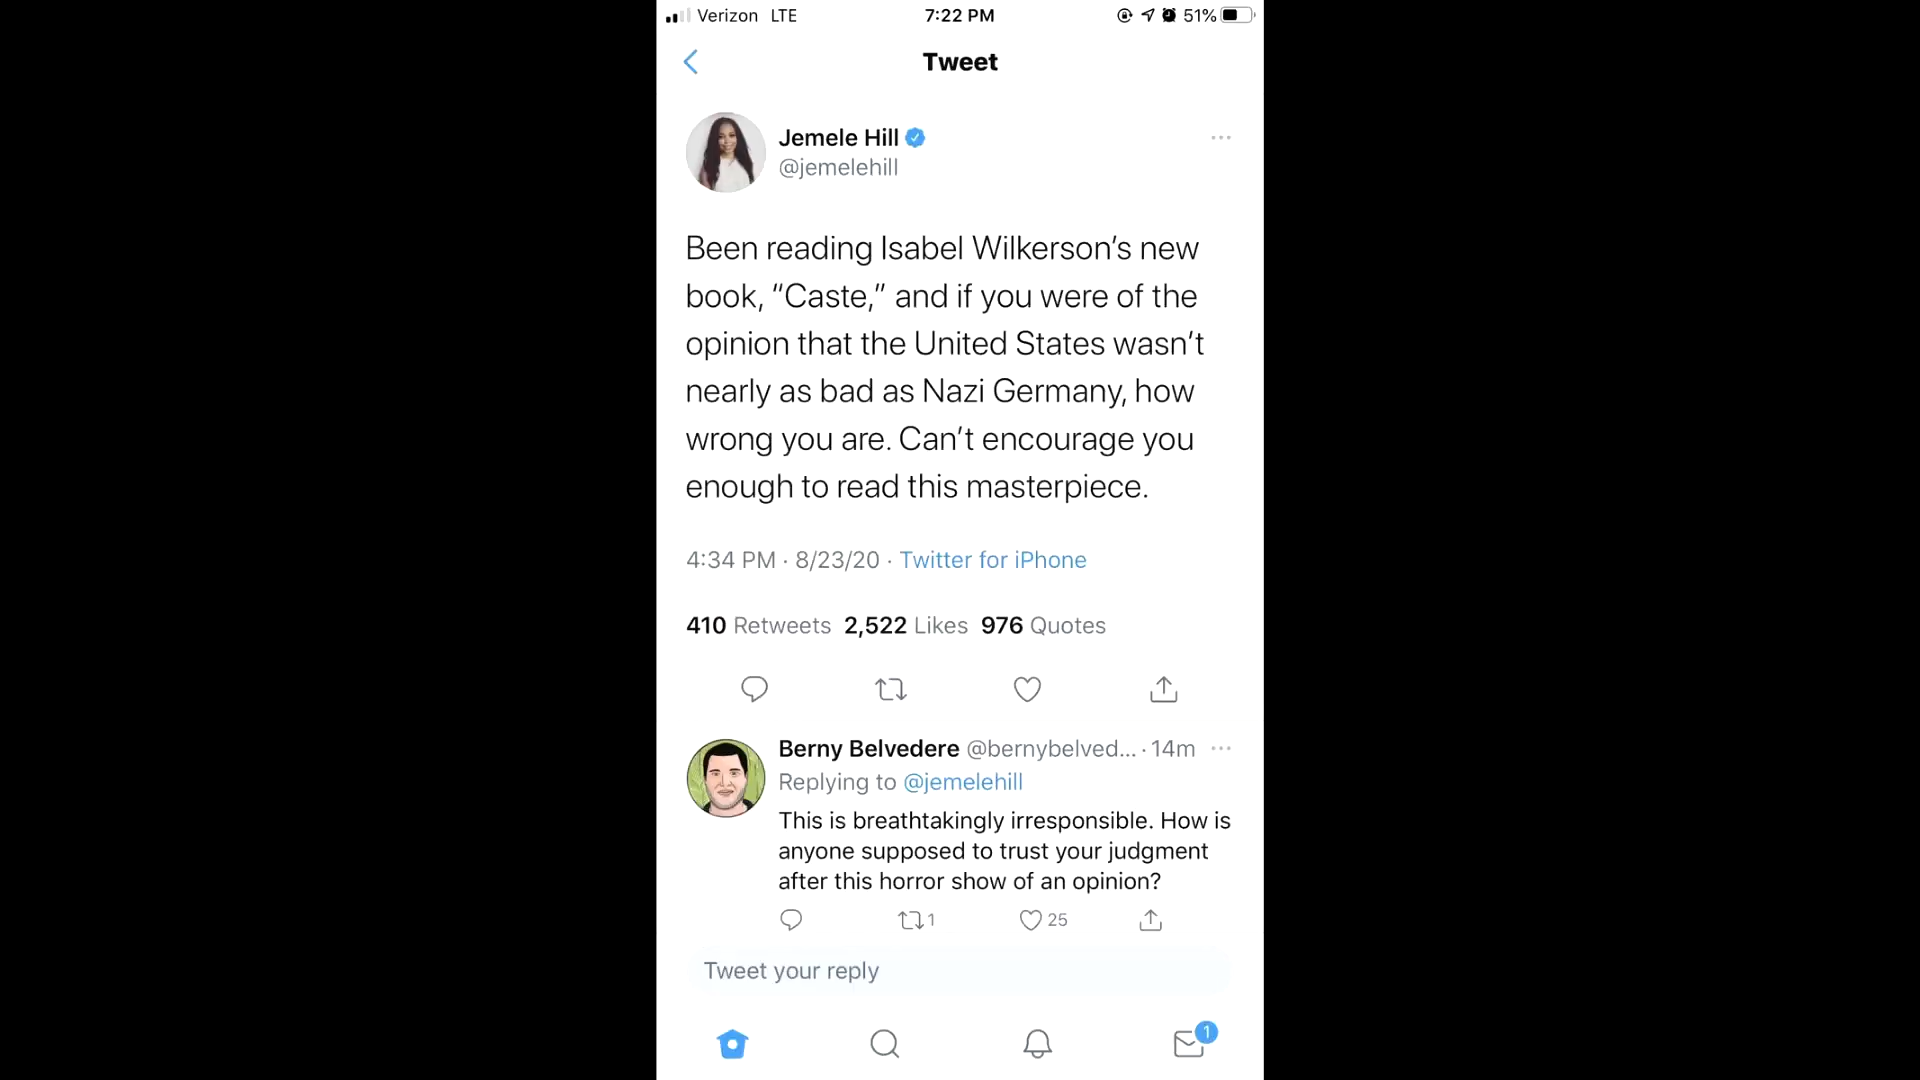 Verizon LTE 7:22 PM 51%
Tweet
Jemele Hill
@jemelehill
Been reading Isabel Wilkerson’s new
book, “Caste,” and if you were of the
opinion that the United States wasn’t
nearly as bad as Nazi Germany, how
wrong you are. Can’t encourage you
enough to read this masterpiece.
4:34 PM · 8/23/20 · Twitter for iPhone
410 Retweets 2,522 Likes 976 Quotes
Berny Belvedere @bernybelved... · 14m
Replying to @jemelehill
This is breathtakingly irresponsible. How is
anyone supposed to trust your judgment
after this horror show of an opinion?
1 25
Tweet your reply
1